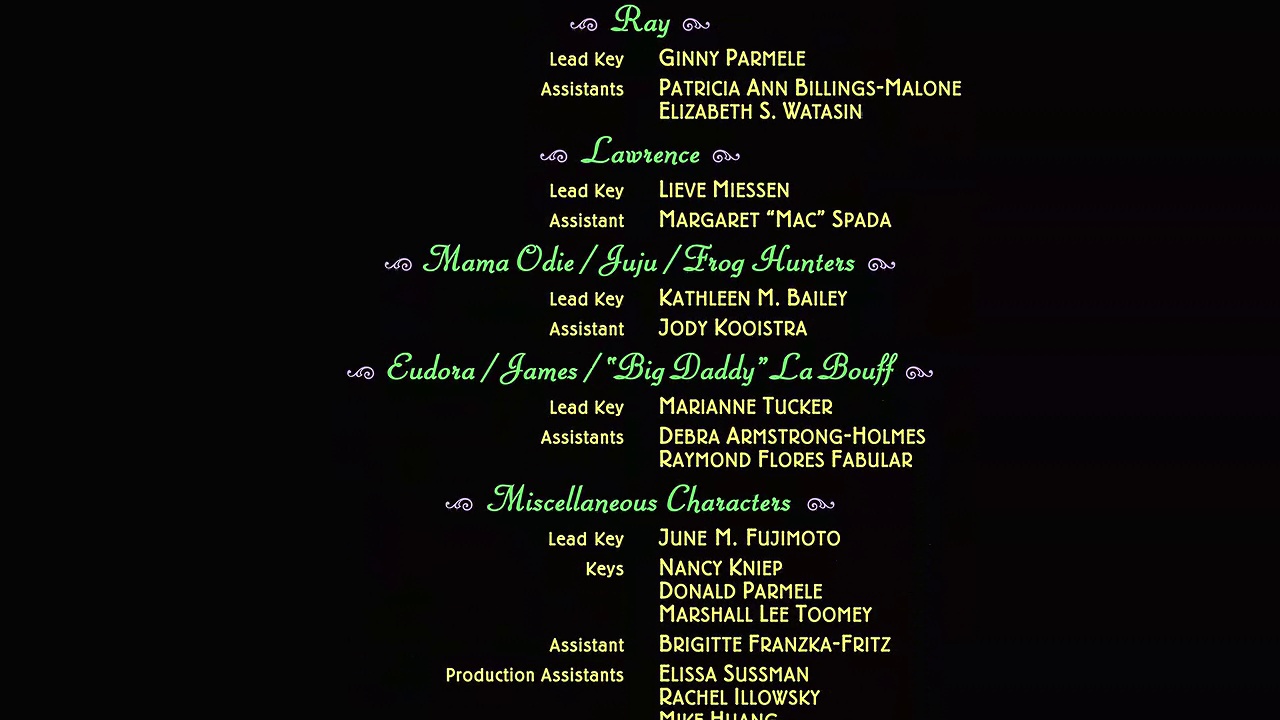 Ray
Lead Key GINNY PARMELE
Assistants PATRICIA ANN BILLINGS-MALONE
ELIZABETH S. WATASIN
Lawrence
Lead Key LIEVE MIESSEN
Assistant MARGARET “MAC” SPADA
Mama Odie / Juju / Frog Hunters
Lead Key KATHLEEN M. BAILEY
Assistant JODY KOOISTRA
Eudora / James / “Big Daddy” La Bouff
Lead Key MARIANNE TUCKER
Assistants DEBRA ARMSTRONG-HOLMES
RAYMOND FLORES FABULAR
Miscellaneous Characters
Lead Key JUNE M. FUJIMOTO
Keys NANCY KNIEP
DONALD PARMELE
MARSHALL LEE TOOMEY
Assistant BRIGITTE FRANZKA-FRITZ
Production Assistants ELISSA SUSSMAN
RACHEL ILLOWSKY
MIKE HUANG